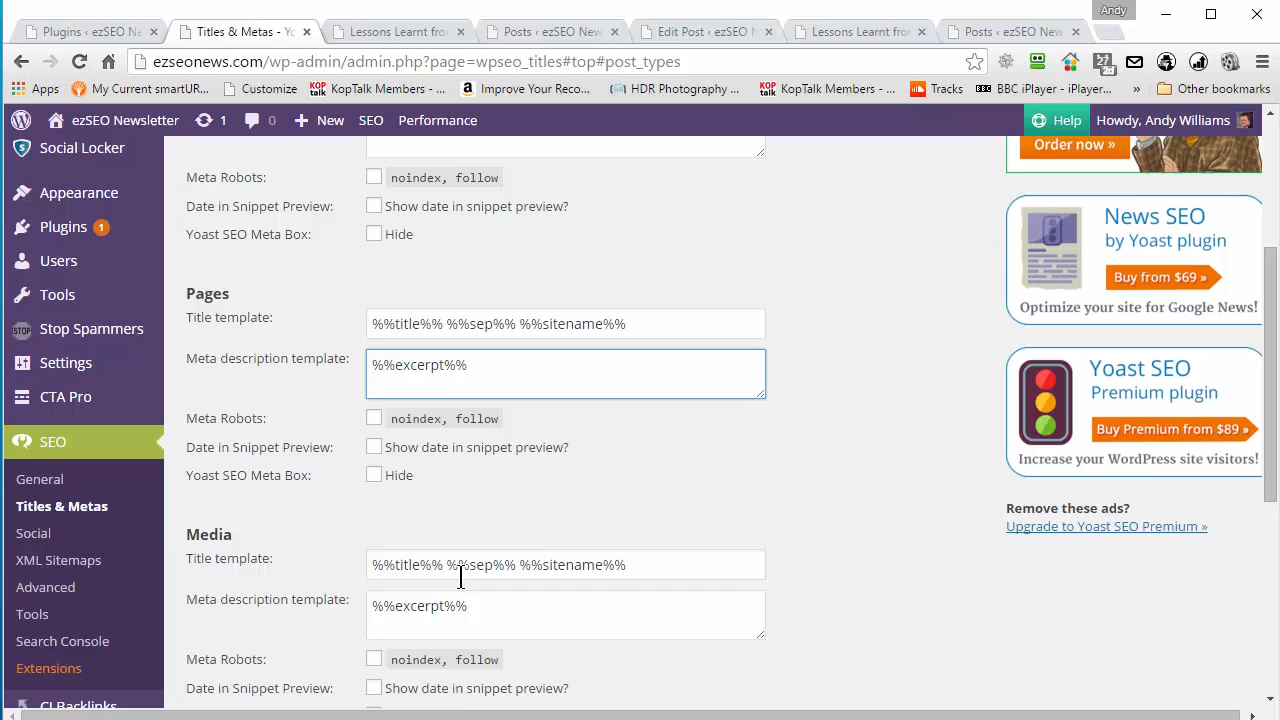 Andy
Plugins ‹ ezSEO Ne
Titles & Metas - Yo
Lessons Learnt fro
Posts ‹ ezSEO New
Edit Post ‹ ezSEO
Lessons Learnt fro
Posts ‹ ezSEO New
ezseonews.com/wp-admin/admin.php?page=wpseo_titles#top#post_types
27
2d
Apps
My Current smartUR...
Customize
KOP TALK
KopTalk Members - ...
Improve Your Reco...
HDR Photography ...
KOP TALK
KopTalk Members - ...
Tracks
BBC
BBC iPlayer - iPlayer...
»
Other bookmarks
ezSEO Newsletter
1
0
New
SEO
Performance
Help
Howdy, Andy Williams
Social Locker
Appearance
Plugins 1
Users
Tools
STOP
Stop Spammers
Settings
CTA Pro
SEO
General
Titles & Metas
Social
XML Sitemaps
Advanced
Tools
Search Console
Extensions
CJ Backlinks
Meta Robots:
noindex, follow
Date in Snippet Preview:
Show date in snippet preview?
Yoast SEO Meta Box:
Hide
Pages
Title template:
%%title%% %%sep%% %%sitename%%
Meta description template:
%%excerpt%%
Meta Robots:
noindex, follow
Date in Snippet Preview:
Show date in snippet preview?
Yoast SEO Meta Box:
Hide
Media
Title template:
%%title%% %%sep%% %%sitename%%
Meta description template:
%%excerpt%%
Meta Robots:
noindex, follow
Date in Snippet Preview:
Show date in snippet preview?
Order now »
News SEO
by Yoast plugin
Buy from $69 »
Optimize your site for Google News!
Yoast SEO
Premium plugin
Buy Premium from $89 »
Increase your WordPress site visitors!
Remove these ads?
Upgrade to Yoast SEO Premium »